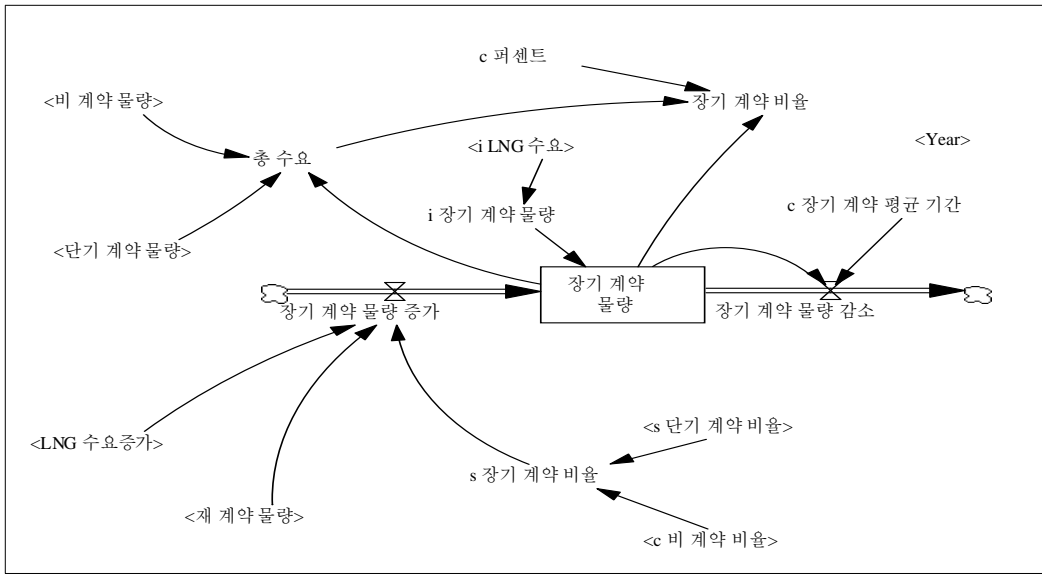 c 퍼센트
<비 계약 물량>
장기 계약 비율
<Year>
<i LNG 수요>
총 수요
i 장기 계약 물량
c 장기 계약 평균 기간
<단기 계약 물량>
장기 계약
물량
장기 계약 물량 증가
장기 계약 물량 감소
<s 단기 계약 비율>
<LNG 수요증가>
s 장기 계약 비율
<재 계약 물량>
<c 비 계약 비율>